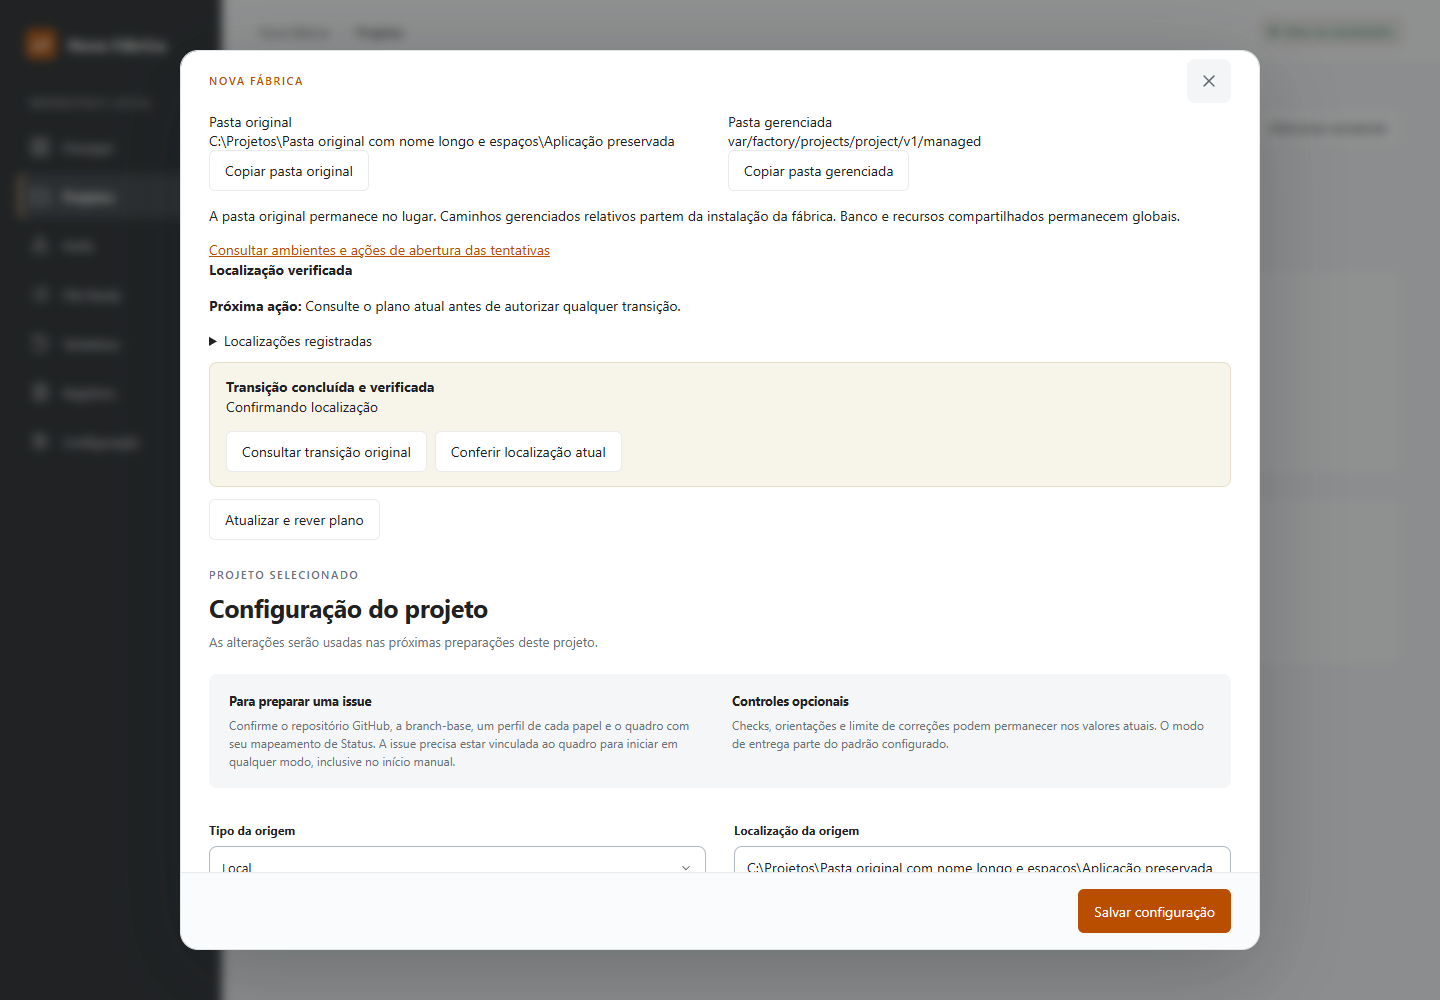 NOVA FÁBRICA
Pasta original
C:\Projetos\Pasta original com nome longo e espaços\Aplicação preservada
Copiar pasta original
Pasta gerenciada
var/factory/projects/project/v1/managed
Copiar pasta gerenciada
A pasta original permanece no lugar. Caminhos gerenciados relativos partem da instalação da fábrica. Banco e recursos compartilhados permanecem globais.
Consultar ambientes e ações de abertura das tentativas
Localização verificada
Próxima ação: Consulte o plano atual antes de autorizar qualquer transição.
Localizações registradas
Transição concluída e verificada
Confirmando localização
Consultar transição original
Conferir localização atual
Atualizar e rever plano
PROJETO SELECIONADO
Configuração do projeto
As alterações serão usadas nas próximas preparações deste projeto.
Para preparar uma issue
Confirme o repositório GitHub, a branch-base, um perfil de cada papel e o quadro com
seu mapeamento de Status. A issue precisa estar vinculada ao quadro para iniciar em
qualquer modo, inclusive no início manual.
Controles opcionais
Checks, orientações e limite de correções podem permanecer nos valores atuais. O modo
de entrega parte do padrão configurado.
Tipo da origem
Local
Localização da origem
C:\Projetos\Pasta original com nome longo e espaços\Aplicação preservada
Salvar configuração